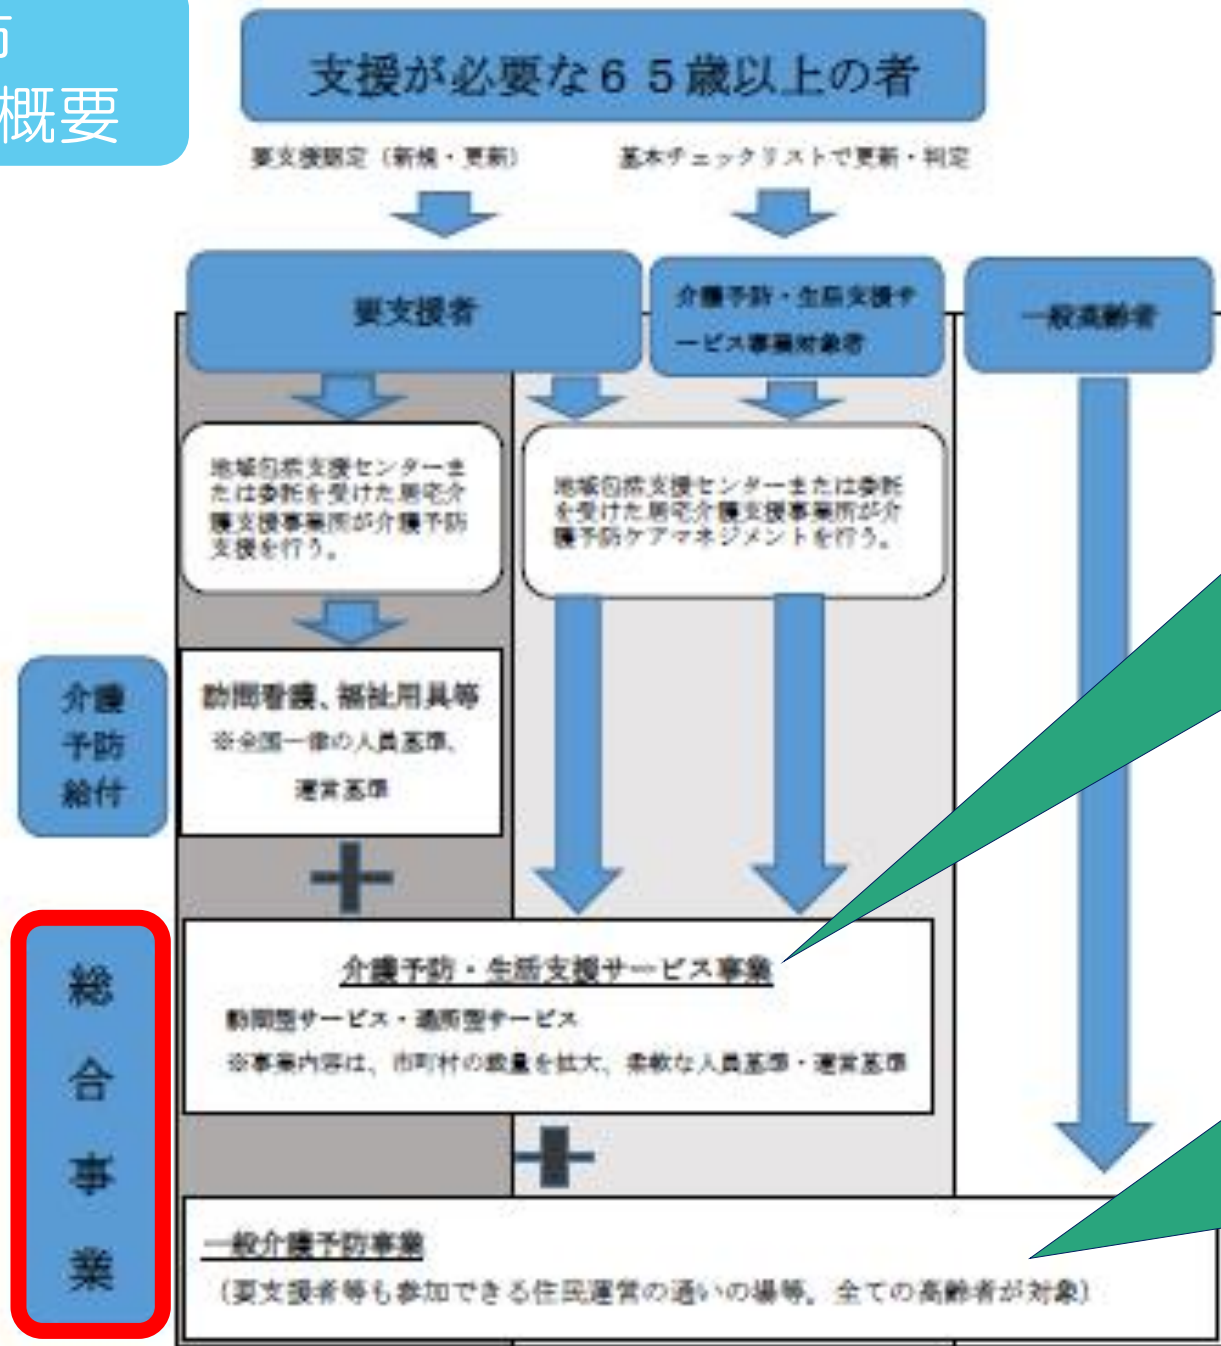 概要
支援が必要な６５歳以上の者
要支援認定（新規・更新）
基本チェックリストで更新・判定
要支援者
介護予防・生活支援サ
ービス事業対象者
一般高齢者
地域包括支援センターま
たは委託を受けた居宅介
護支援事業所が介護予防
支援を行う。
地域包括支援センターまたは委託
を受けた居宅介護支援事業所が介
護予防ケアマネジメントを行う。
介護
予防
給付
訪問看護、福祉用具等
※全国一律の人員基準、
運営基準
総
合
事
業
介護予防・生活支援サービス事業
訪問型サービス・通所型サービス
※事業内容は、市町村の裁量を拡大、柔軟な人員基準・運営基準
一般介護予防事業
（要支援者等も参加できる住民運営の通いの場等。全ての高齢者が対象）